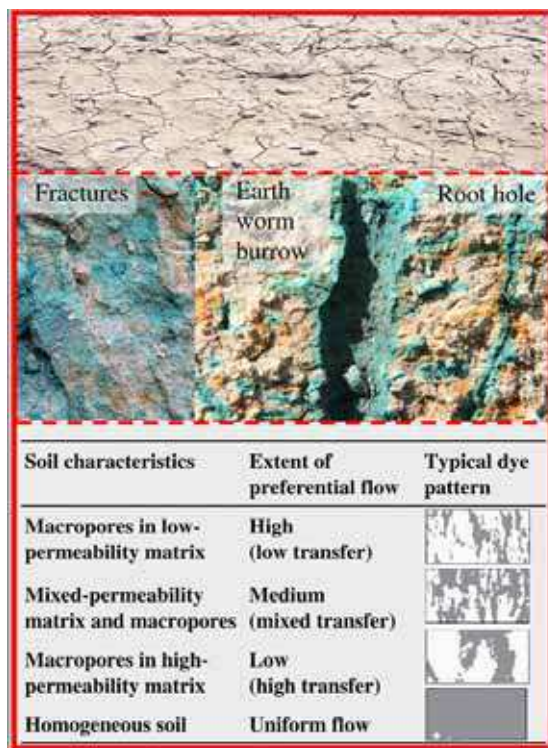 Fractures
Earth
worm
burrow
Root hole
Soil characteristics
Extent of
preferential flow
Typical dye
pattern
Macropores in low-
permeability matrix
High
(low transfer)
Mixed-permeability
matrix and macropores
Medium
(mixed transfer)
Macropores in high-
permeability matrix
Low
(high transfer)
Homogeneous soil
Uniform flow